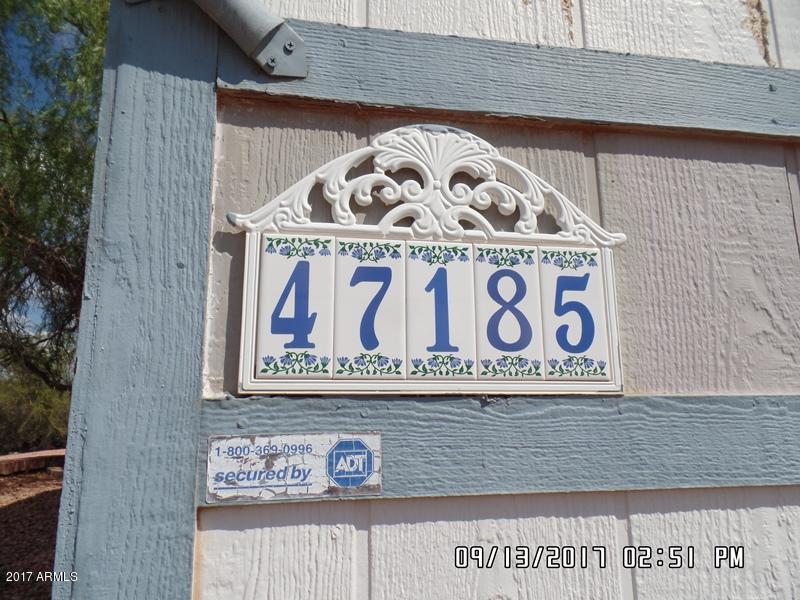 47185
1-800-369-0996
secured by ADT
09/13/2017 02:51 PM
2017 ARMLS